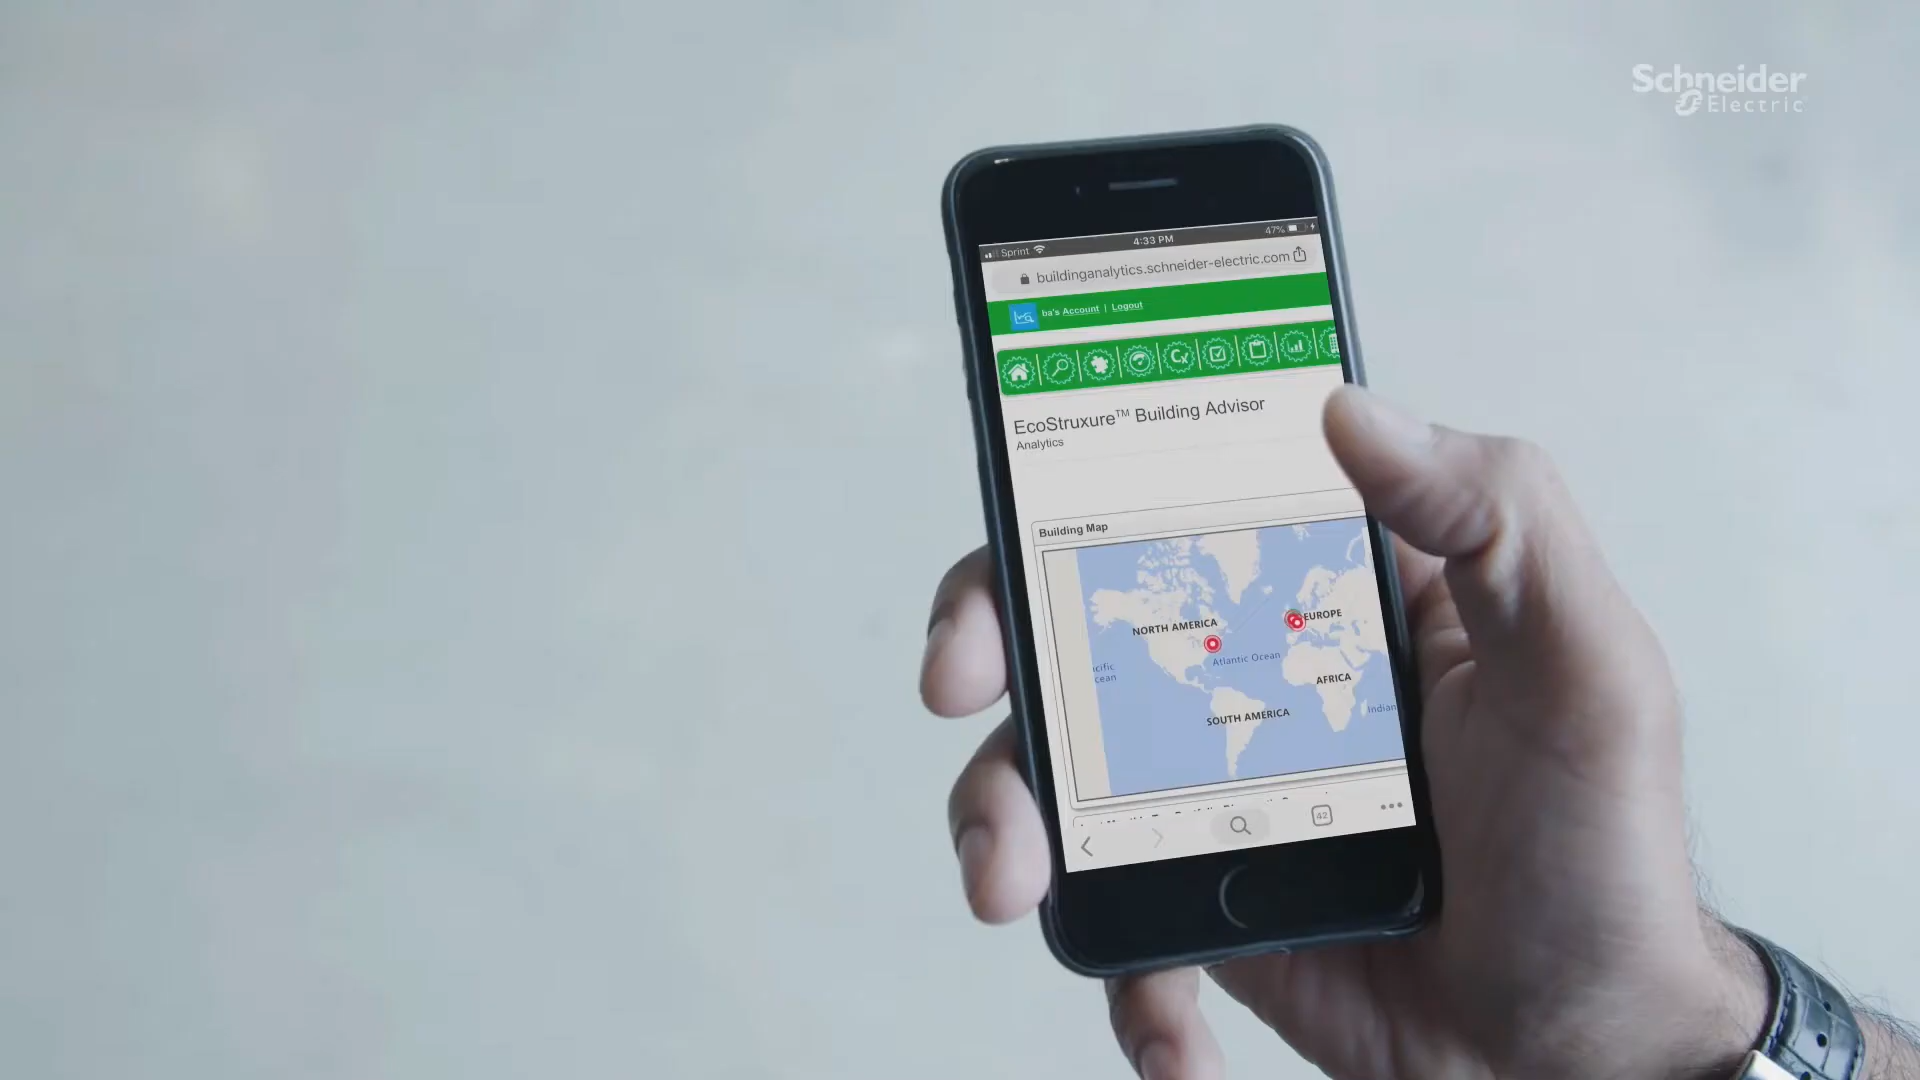 Schneider
Electric
Sprint
4:33 PM
47%
buildinganalytics.schneider-electric.com
ba's Account | Logout
Cx
EcoStruxure™ Building Advisor
Analytics
Building Map
NORTH AMERICA
EUROPE
Atlantic Ocean
AFRICA
SOUTH AMERICA
Indian
42